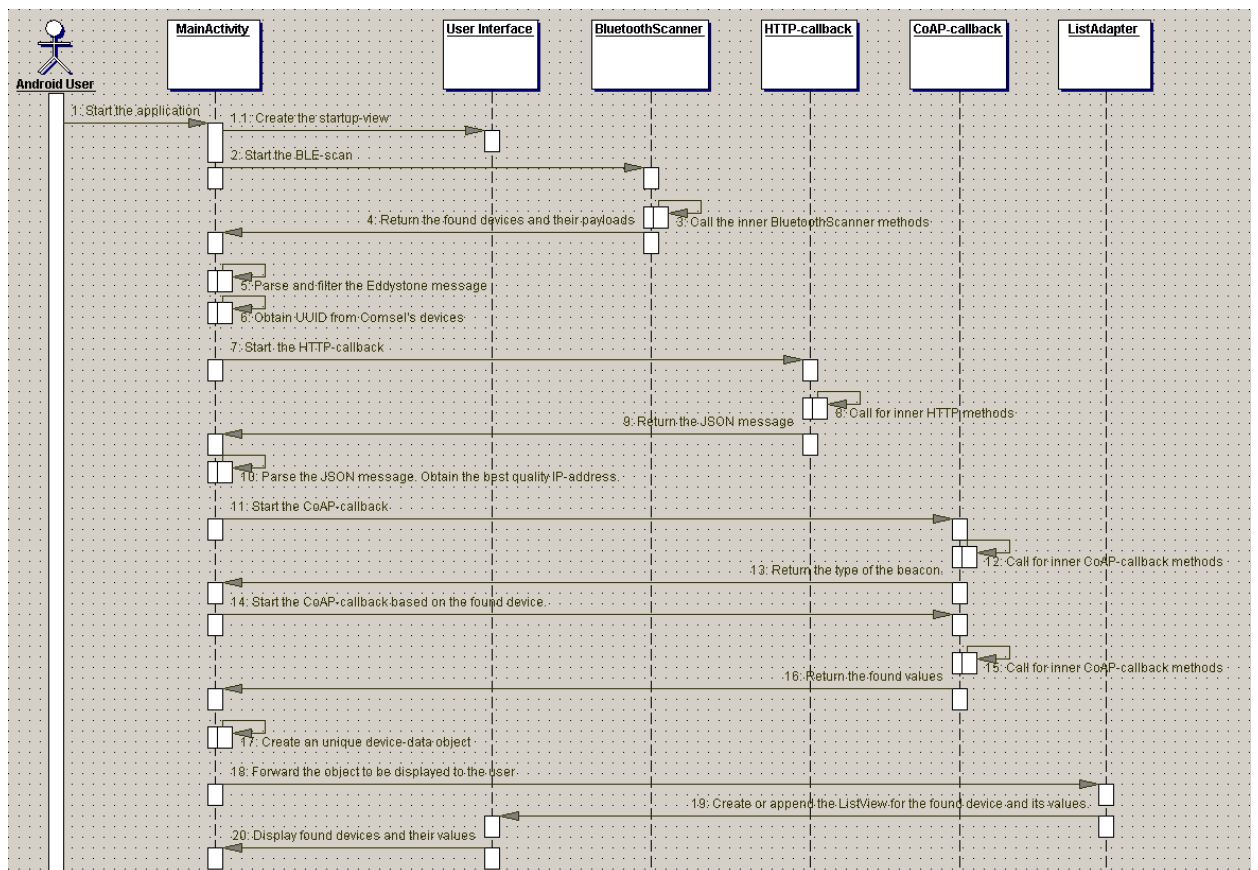 MainActivity
User Interface
BluetoothScanner
HTTP-callback
CoAP-callback
ListAdapter
Android User
1: Start the application
1.1: Create the startup-view
2: Start the BLE-scan
3: Call the inner BluetoothScanner methods
4: Return the found devices and their payloads
5: Parse and filter the Eddystone message
6: Obtain UUID from Comsel's devices
7: Start the HTTP-callback
8: Call for inner HTTP methods
9: Return the JSON message
10: Parse the JSON message. Obtain the best quality IP-address.
11: Start the CoAP-callback
12: Call for inner CoAP-callback methods
13: Return the type of the beacon.
14: Start the CoAP-callback based on the found device.
15: Call for inner CoAP-callback methods
16: Return the found values
17: Create an unique device-data object
18: Forward the object to be displayed to the user
19: Create or append the ListView for the found device and its values.
20: Display found devices and their values